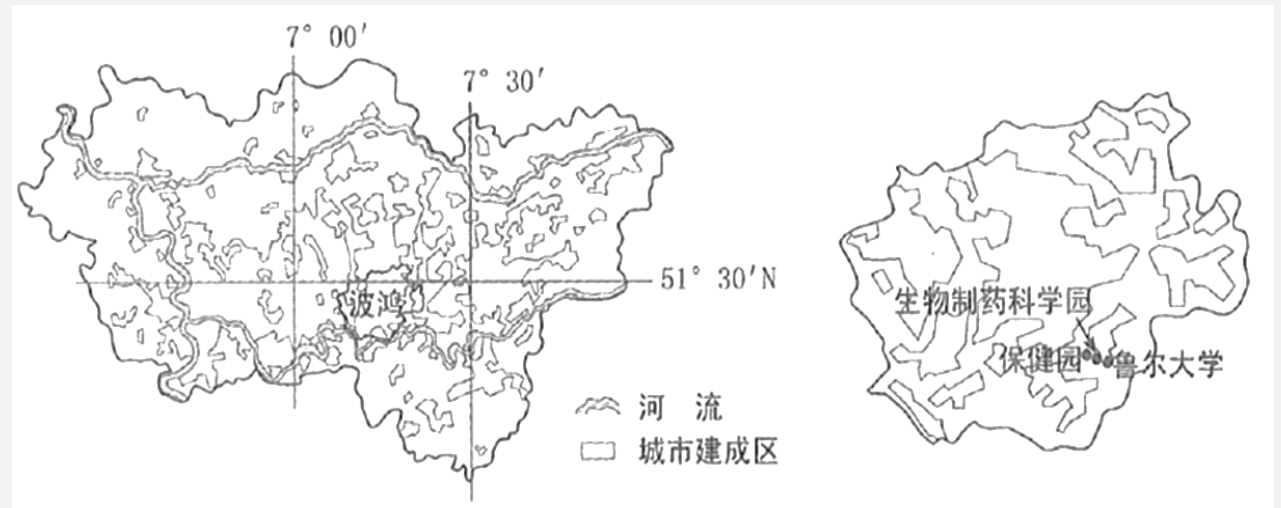 7° 00′
7° 30′
51° 30′N
波鸿
河 流
城市建成区
生物制药科学园
保健园
鲁尔大学